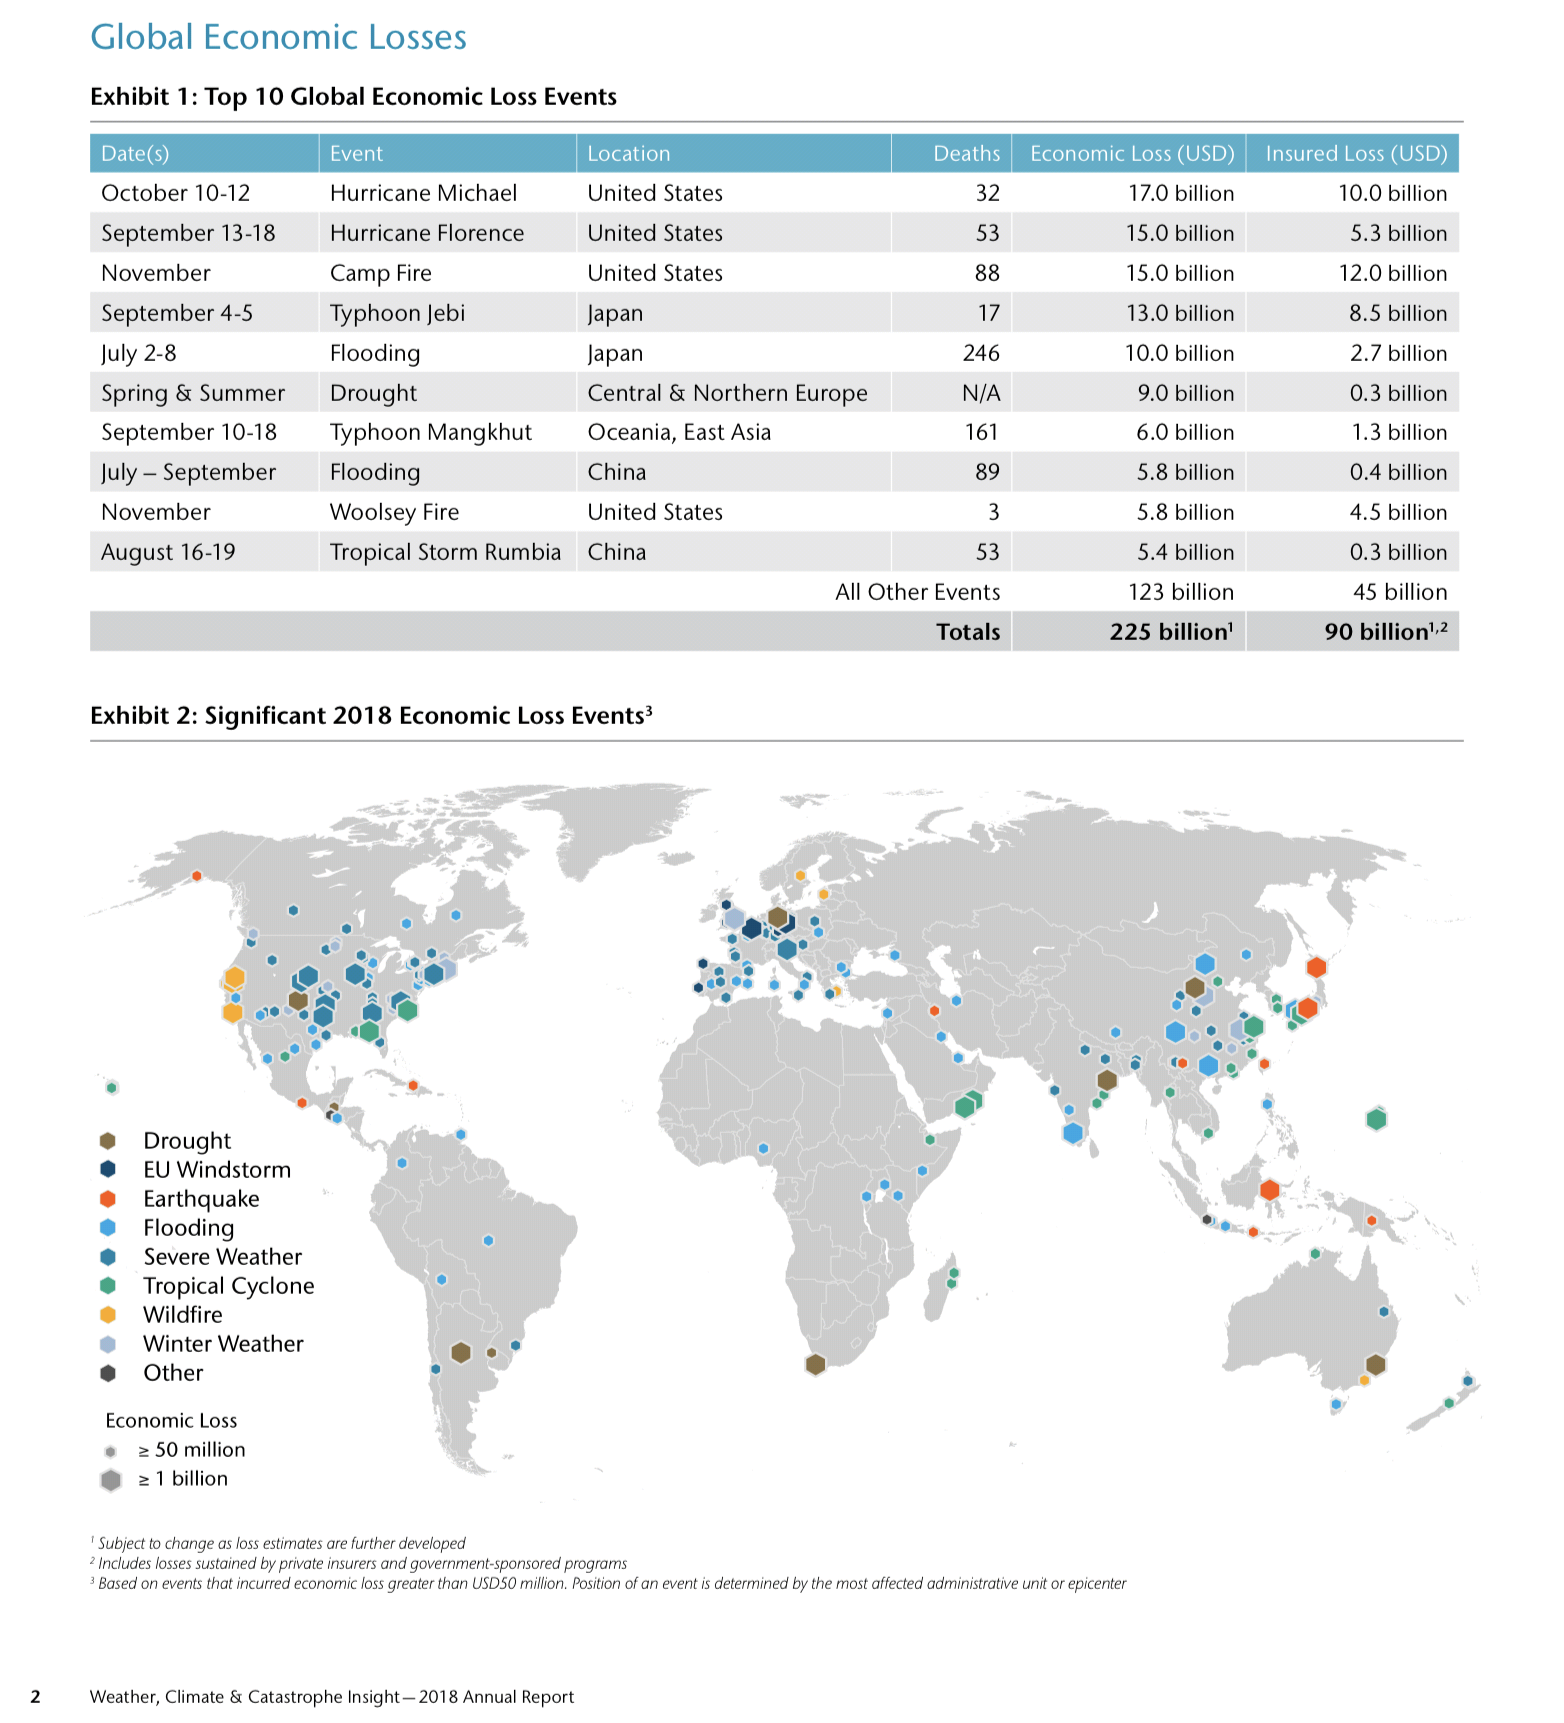 Global Economic Losses
Exhibit 1: Top 10 Global Economic Loss Events
Date(s) Event Location Deaths Economic Loss (USD) Insured Loss (USD)
October 10-12 Hurricane Michael United States 32 17.0 billion 10.0 billion
September 13-18 Hurricane Florence United States 53 15.0 billion 5.3 billion
November Camp Fire United States 88 15.0 billion 12.0 billion
September 4-5 Typhoon Jebi Japan 17 13.0 billion 8.5 billion
July 2-8 Flooding Japan 246 10.0 billion 2.7 billion
Spring & Summer Drought Central & Northern Europe N/A 9.0 billion 0.3 billion
September 10-18 Typhoon Mangkhut Oceania, East Asia 161 6.0 billion 1.3 billion
July – September Flooding China 89 5.8 billion 0.4 billion
November Woolsey Fire United States 3 5.8 billion 4.5 billion
August 16-19 Tropical Storm Rumbia China 53 5.4 billion 0.3 billion
All Other Events 123 billion 45 billion
Totals 225 billion¹ 90 billion¹,²
Exhibit 2: Significant 2018 Economic Loss Events³
Drought
EU Windstorm
Earthquake
Flooding
Severe Weather
Tropical Cyclone
Wildfire
Winter Weather
Other
Economic Loss
≥ 50 million
≥ 1 billion
¹ Subject to change as loss estimates are further developed
² Includes losses sustained by private insurers and government-sponsored programs
³ Based on events that incurred economic loss greater than USD50 million. Position of an event is determined by the most affected administrative unit or epicenter
2 Weather, Climate & Catastrophe Insight—2018 Annual Report